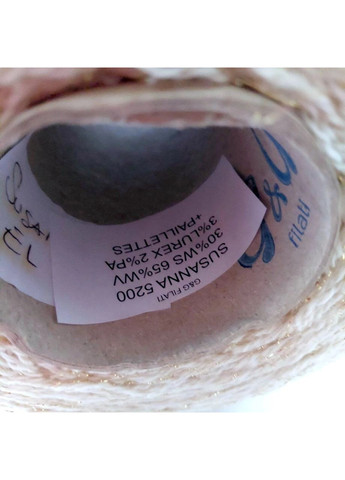 G&G FILATI
SUSANNA 5200
30%WS 65%WV
3%LUREX 2%PA
+PAILLETTES
g&g
filati